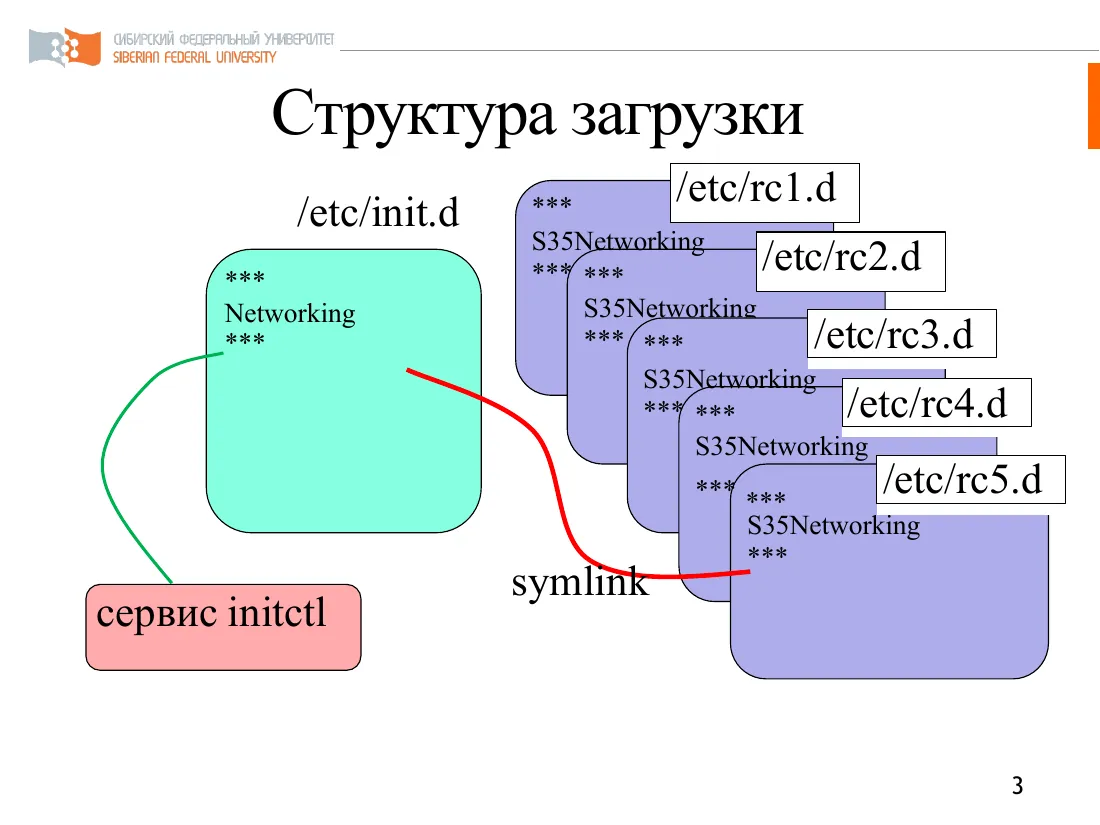 СИБИРСКИЙ ФЕДЕРАЛЬНЫЙ УНИВЕРСИТЕТ
SIBERIAN FEDERAL UNIVERSITY
Структура загрузки
/etc/init.d
***
Networking
***
сервис initctl
symlink
/etc/rc1.d
***
S35Networking
***
/etc/rc2.d
***
S35Networking
***
/etc/rc3.d
***
S35Networking
***
/etc/rc4.d
***
S35Networking
***
/etc/rc5.d
***
S35Networking
***
3